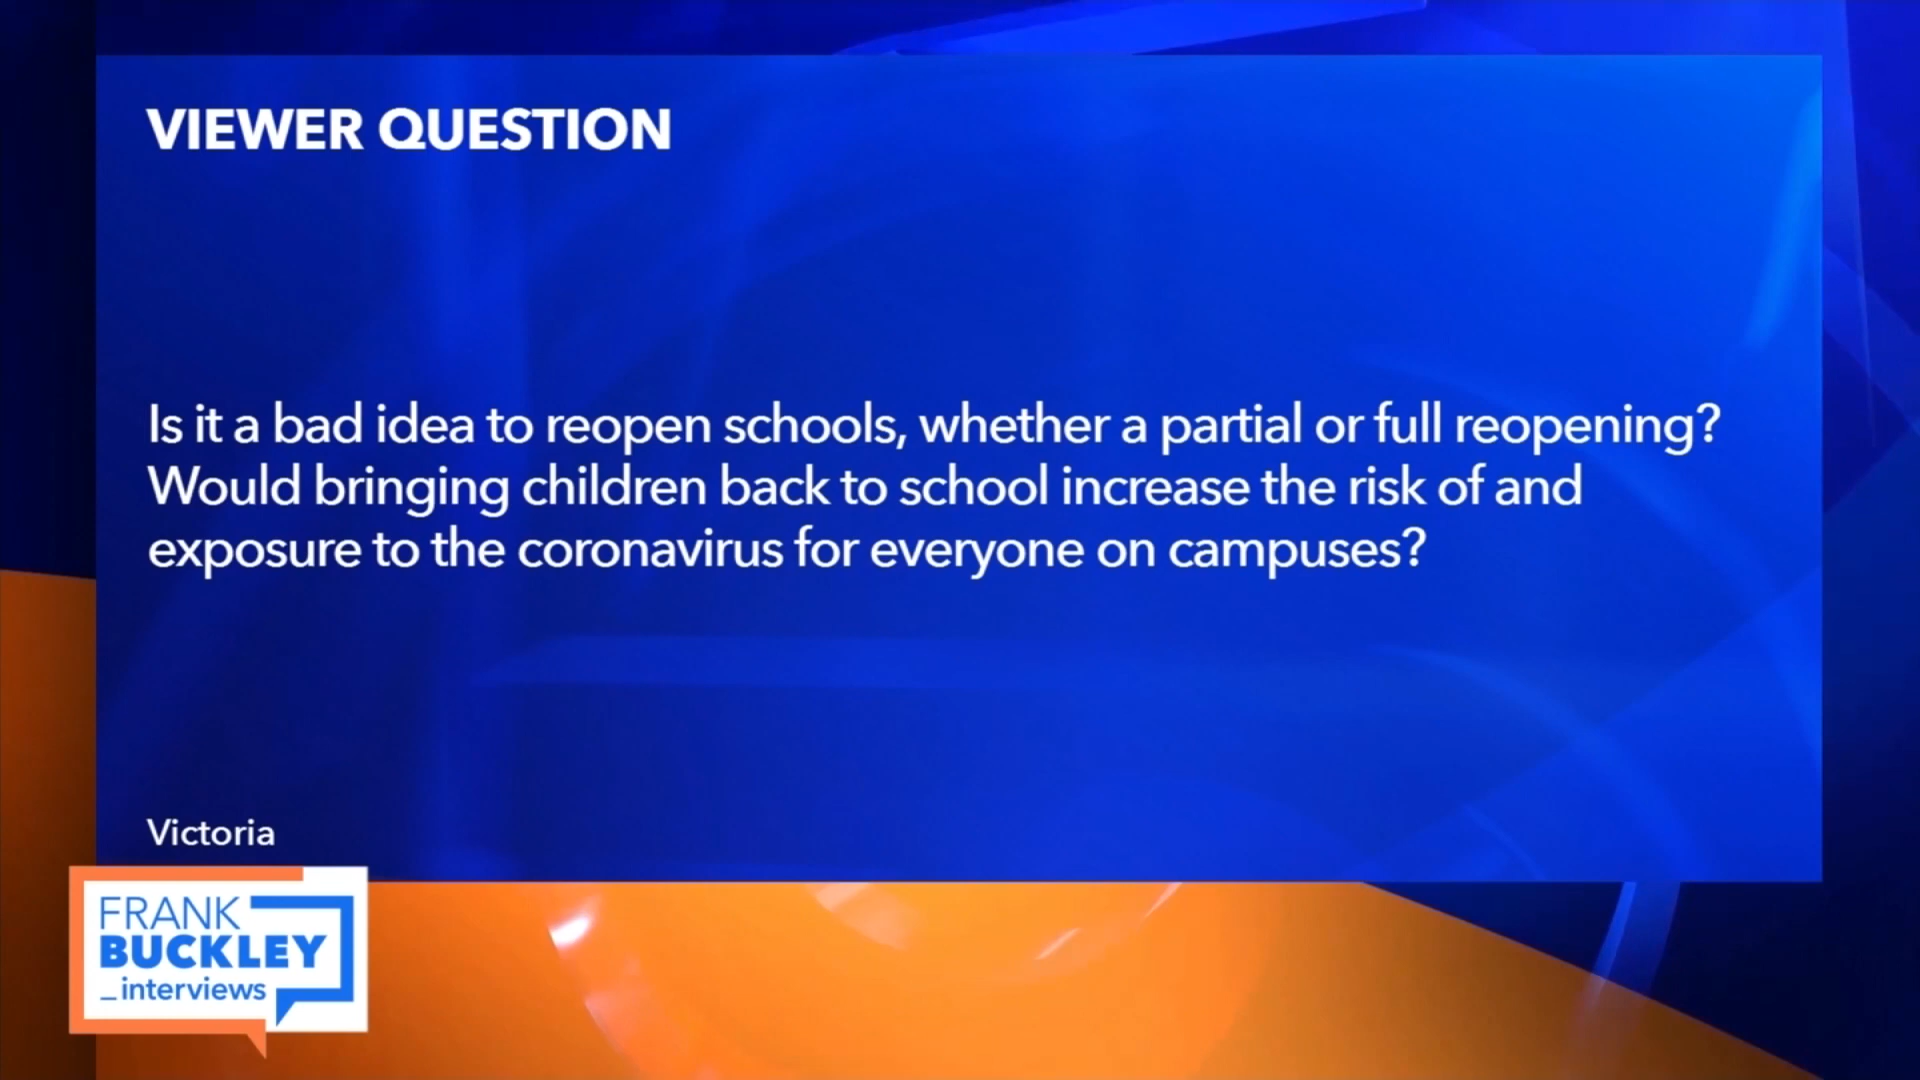 VIEWER QUESTION
Is it a bad idea to reopen schools, whether a partial or full reopening?
Would bringing children back to school increase the risk of and
exposure to the coronavirus for everyone on campuses?
Victoria
FRANK
BUCKLEY
_interviews